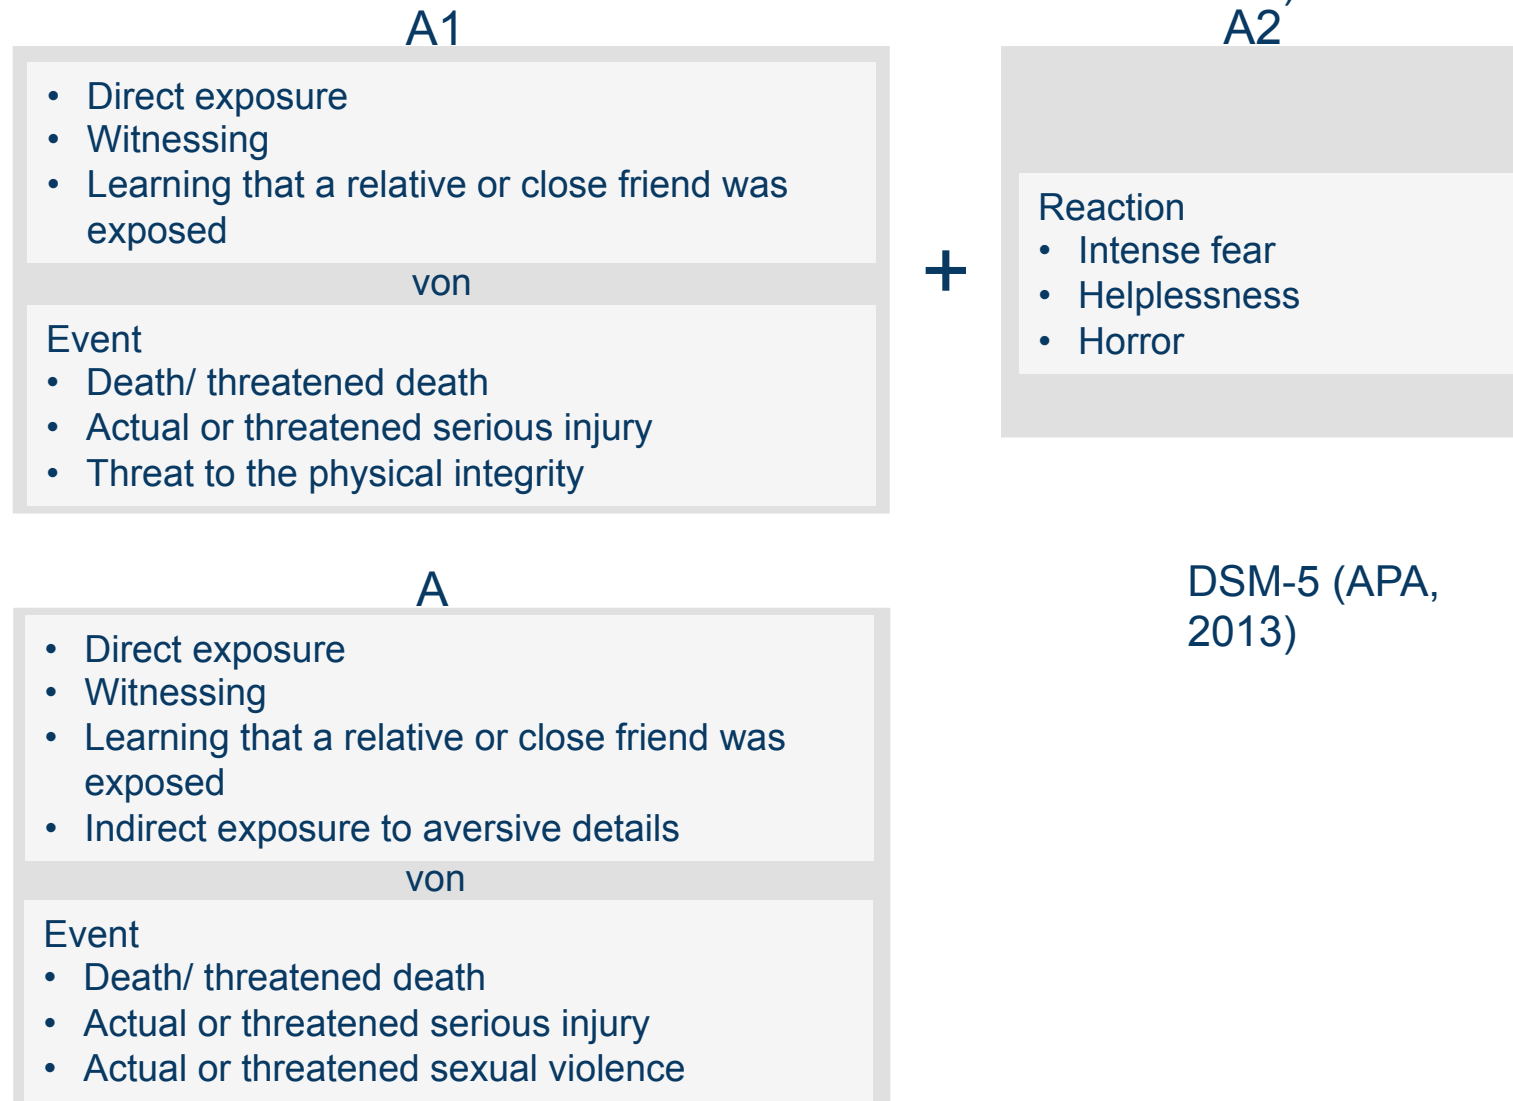 A1
• Direct exposure
• Witnessing
• Learning that a relative or close friend was
exposed
von
Event
• Death/ threatened death
• Actual or threatened serious injury
• Threat to the physical integrity
+
A2
Reaction
• Intense fear
• Helplessness
• Horror
A
• Direct exposure
• Witnessing
• Learning that a relative or close friend was
exposed
• Indirect exposure to aversive details
von
Event
• Death/ threatened death
• Actual or threatened serious injury
• Actual or threatened sexual violence
DSM-5 (APA,
2013)